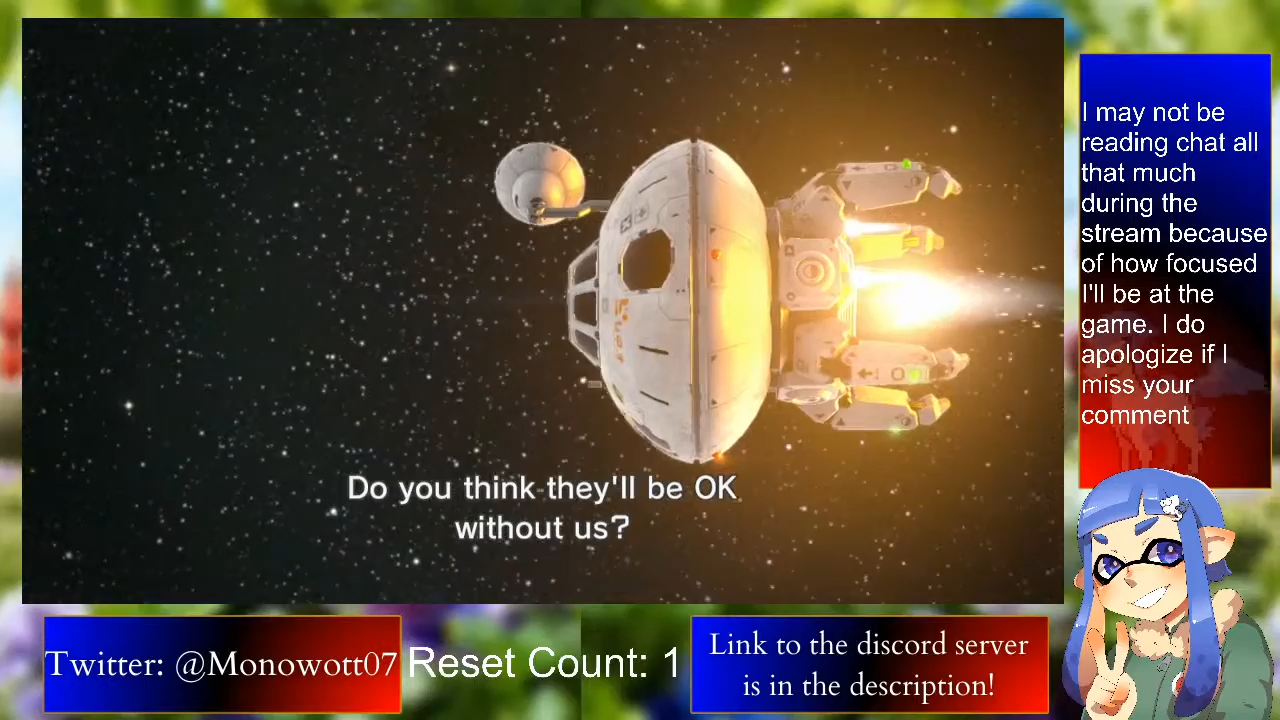 I may not be
reading chat all
that much
during the
stream because
of how focused
I'll be at the
game. I do
apologize if I
miss your
comment
Do you think they'll be OK
without us?
Twitter: @Monowott07
Reset Count: 1
Link to the discord server
is in the description!